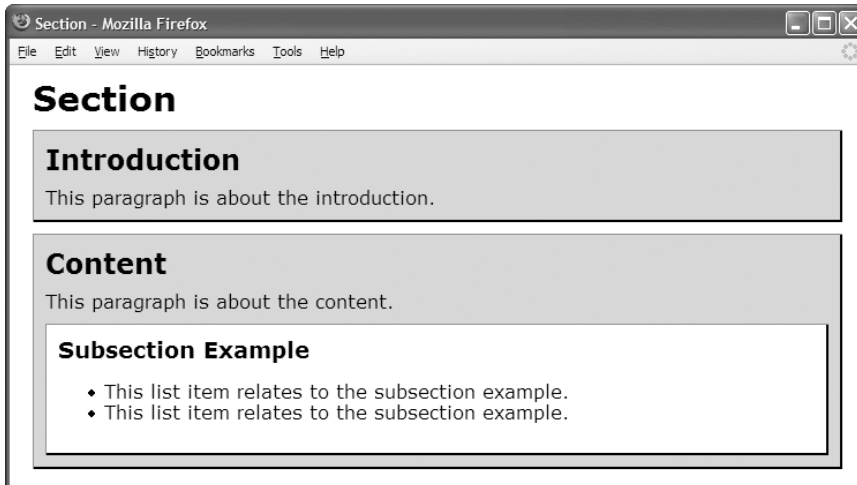 Section - Mozilla Firefox
File Edit View History Bookmarks Tools Help
Section
Introduction
This paragraph is about the introduction.
Content
This paragraph is about the content.
Subsection Example
• This list item relates to the subsection example.
• This list item relates to the subsection example.